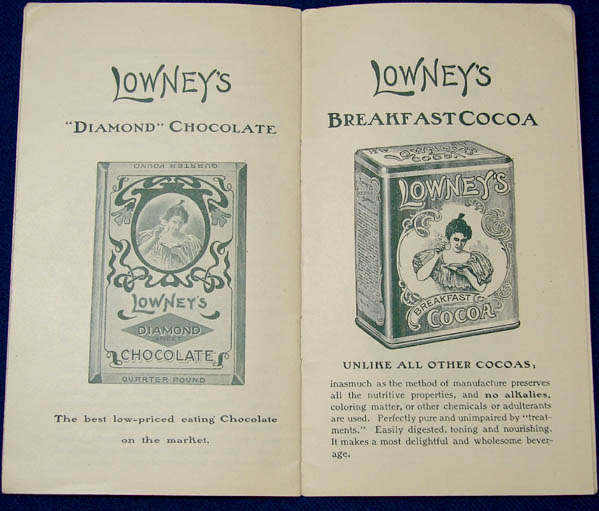 LOWNEY'S
"DIAMOND" CHOCOLATE
QUARTER POUND
LOWNEY'S
DIAMOND
SWEET
CHOCOLATE
QUARTER POUND
The best low-priced eating Chocolate
on the market.
LOWNEY'S
BREAKFAST COCOA
LOWNEY'S
COCOA
LOWNEY'S
BREAKFAST
COCOA
UNLIKE ALL OTHER COCOAS,
inasmuch as the method of manufacture preserves
all the nutritive properties, and no alkalies,
coloring matter, or other chemicals or adulterants
are used. Perfectly pure and unimpaired by "treat-
ments." Easily digested, toning and nourishing.
It makes a most delightful and wholesome bever-
age.